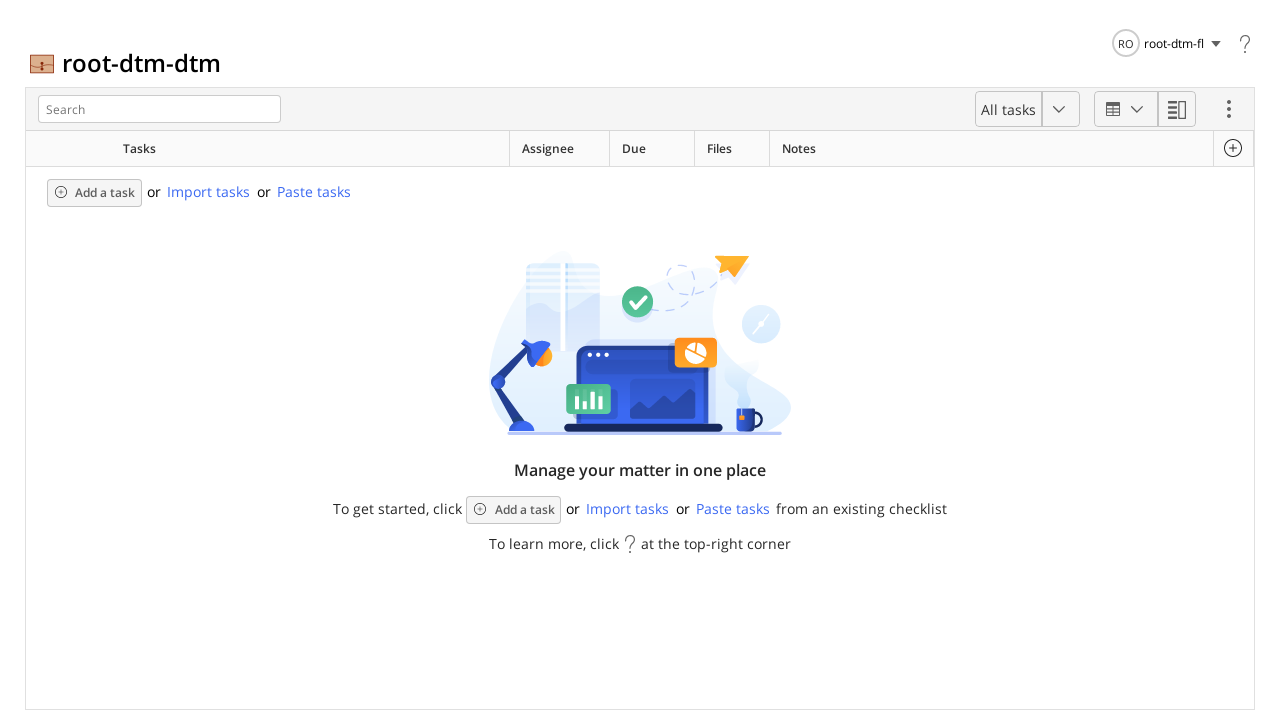 RO root-dtm-fl
root-dtm-dtm
Search
All tasks
Tasks Assignee Due Files Notes
Add a task or Import tasks or Paste tasks
Manage your matter in one place
To get started, click Add a task or Import tasks or Paste tasks from an existing checklist
To learn more, click ? at the top-right corner